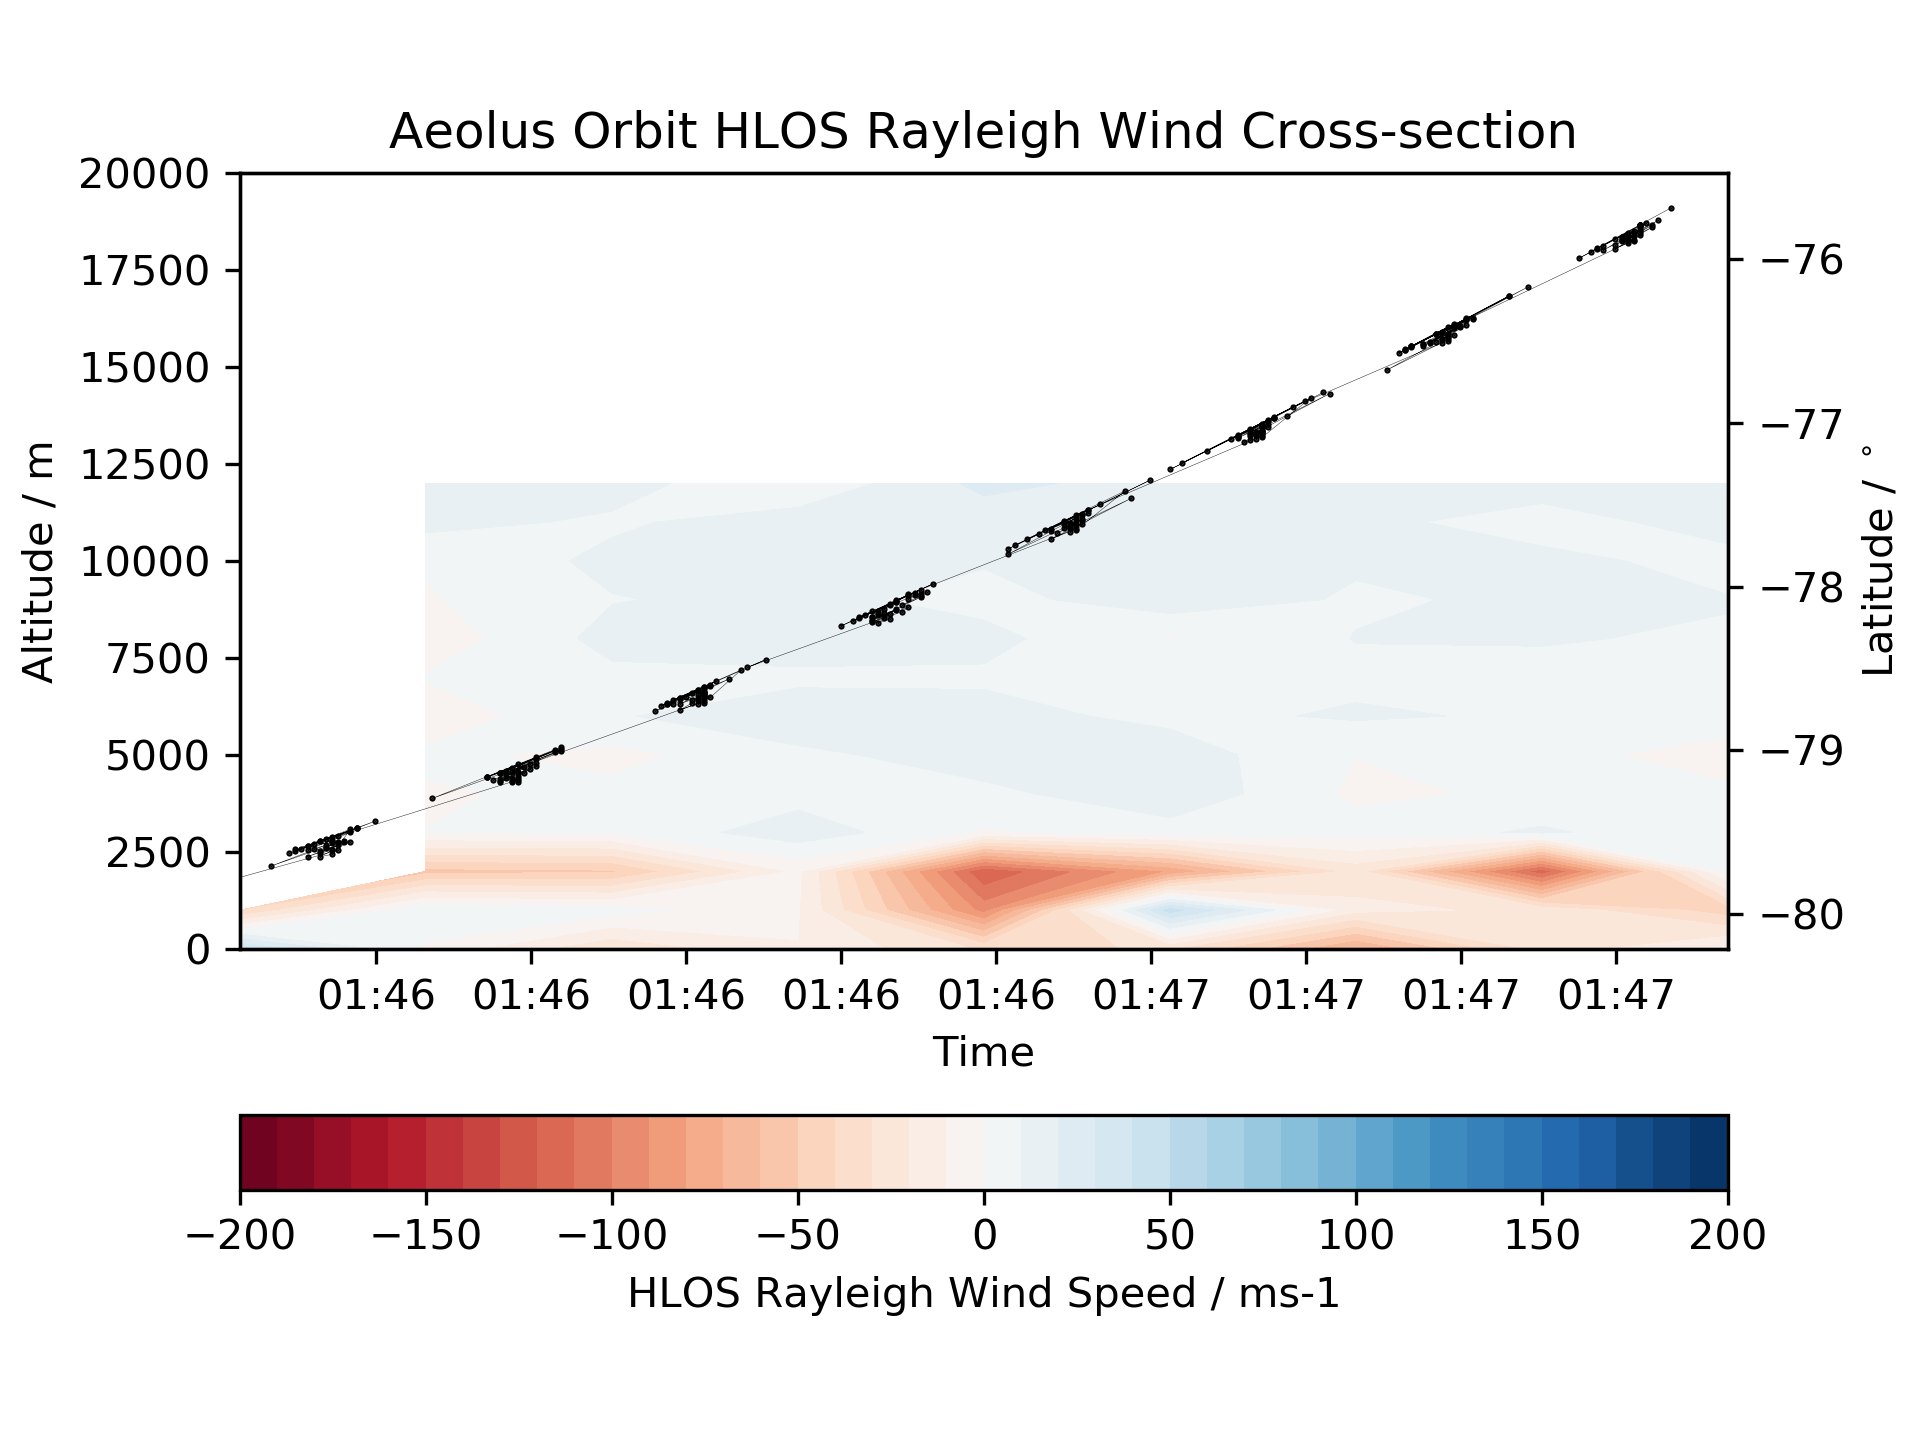 Aeolus Orbit HLOS Rayleigh Wind Cross-section
20000
17500
15000
12500
10000
7500
5000
2500
0
Altitude / m
−76
−77
−78
−79
−80
Latitude / °
01:46 01:46 01:46 01:46 01:46 01:47 01:47 01:47 01:47
Time
−200 −150 −100 −50 0 50 100 150 200
HLOS Rayleigh Wind Speed / ms-1